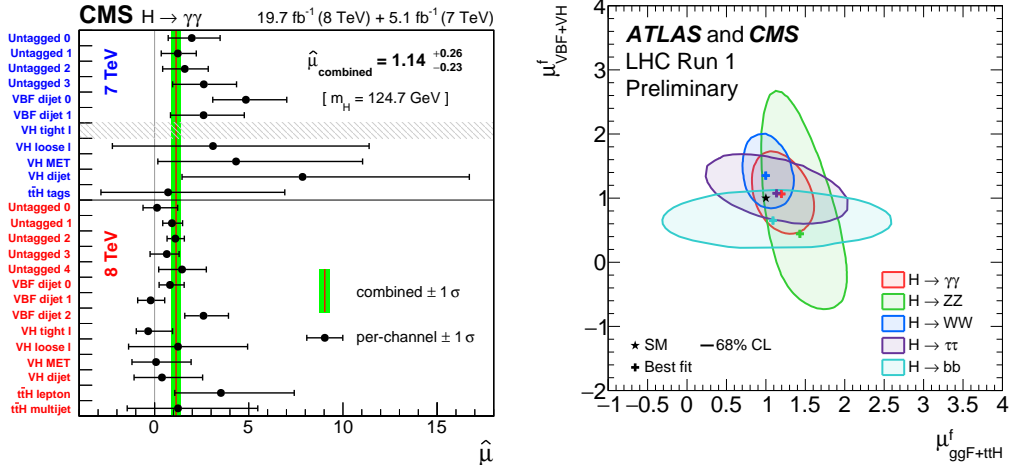 CMS H → γγ 19.7 fb⁻¹ (8 TeV) + 5.1 fb⁻¹ (7 TeV)
7 TeV
Untagged 0
Untagged 1
Untagged 2
Untagged 3
VBF dijet 0
VBF dijet 1
VH tight l
VH loose l
VH MET
VH dijet
tt̄H tags
8 TeV
Untagged 0
Untagged 1
Untagged 2
Untagged 3
Untagged 4
VBF dijet 0
VBF dijet 1
VBF dijet 2
VH tight l
VH loose l
VH MET
VH dijet
tt̄H lepton
tt̄H multijet
μ̂combined = 1.14 +0.26 −0.23
[ mH = 124.7 GeV ]
combined ± 1 σ
per-channel ± 1 σ
0 5 10 15
μ̂
μᶠVBF+VH
4
3
2
1
0
−1
−2
ATLAS and CMS
LHC Run 1
Preliminary
H → γγ
H → ZZ
H → WW
H → ττ
H → bb
SM
68% CL
Best fit
−1 −0.5 0 0.5 1 1.5 2 2.5 3 3.5 4
μᶠggF+ttH